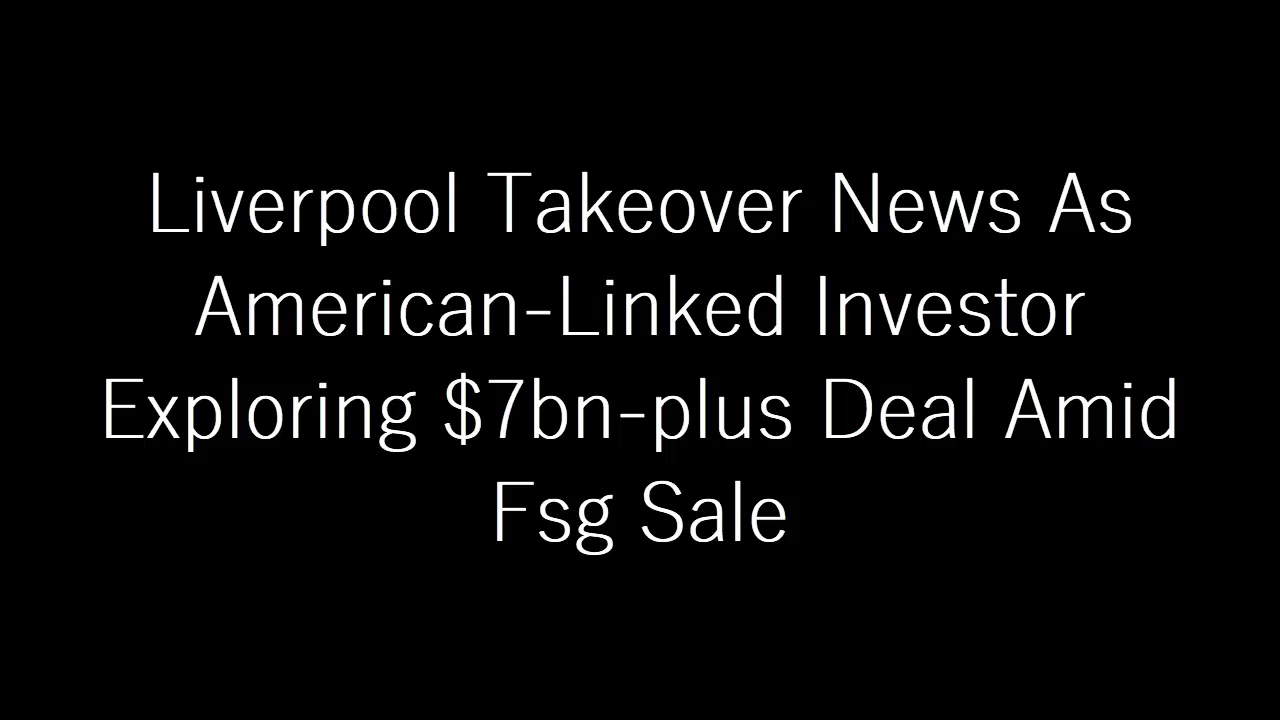 Liverpool Takeover News As
American-Linked Investor
Exploring $7bn-plus Deal Amid
Fsg Sale